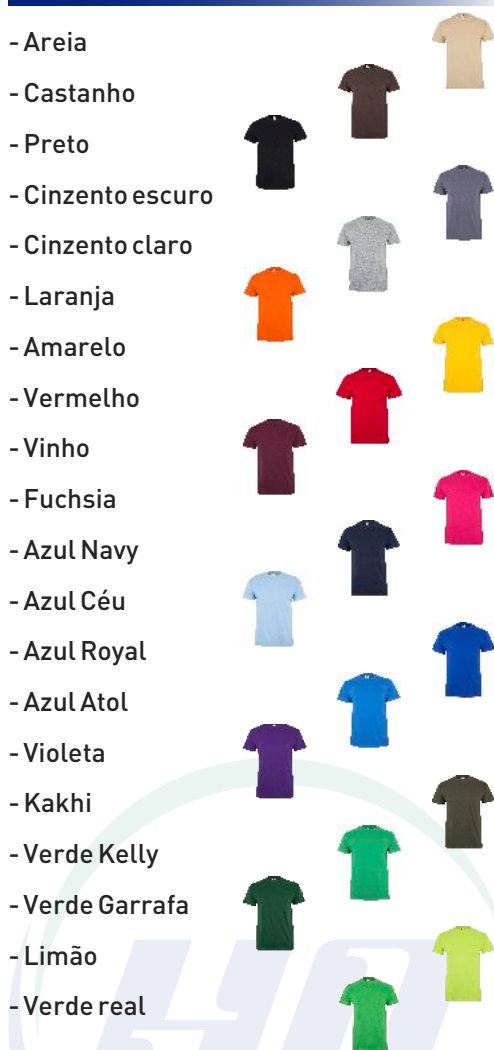 - Areia
- Castanho
- Preto
- Cinzento escuro
- Cinzento claro
- Laranja
- Amarelo
- Vermelho
- Vinho
- Fuchsia
- Azul Navy
- Azul Céu
- Azul Royal
- Azul Atol
- Violeta
- Kakhi
- Verde Kelly
- Verde Garrafa
- Limão
- Verde real